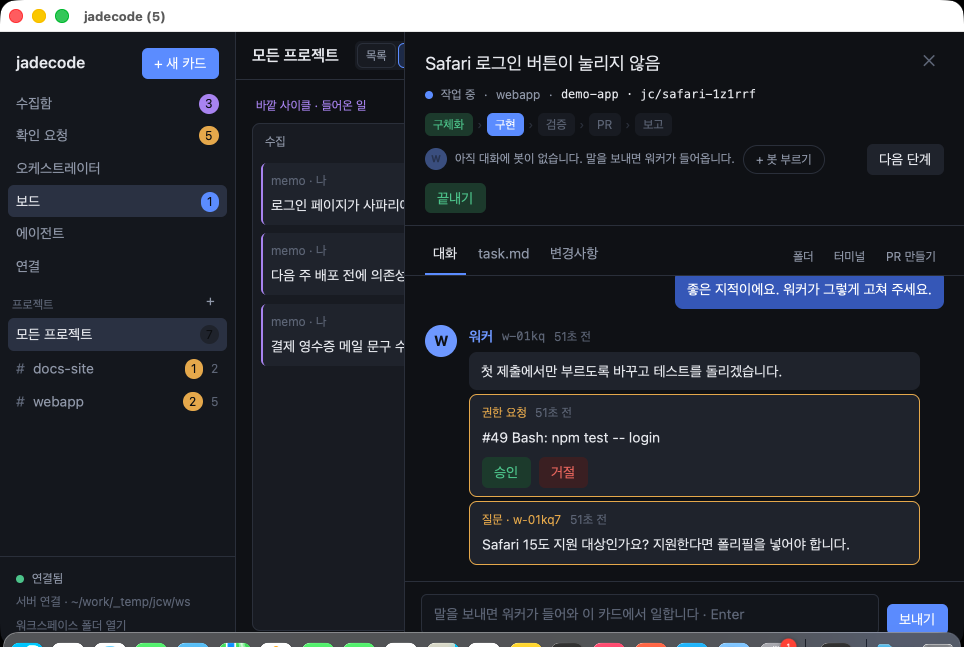 jadecode (5)
jadecode
+ 새 카드
수집함 3
확인 요청 5
오케스트레이터
보드 1
에이전트
연결
프로젝트 +
모든 프로젝트 7
# docs-site 1 2
# webapp 2 5
연결됨
서버 연결 · ~/work/_temp/jcw/ws
워크스페이스 폴더 열기
모든 프로젝트 목록
바깥 사이클 · 들어온 일
수집
memo · 나
로그인 페이지가 사파리
memo · 나
다음 주 배포 전에 의존성
memo · 나
결제 영수증 메일 문구 수
Safari 로그인 버튼이 눌리지 않음
작업 중 · webapp · demo-app · jc/safari-1z1rrf
구체화 › 구현 › 검증 › PR › 보고
W 아직 대화에 봇이 없습니다. 말을 보내면 워커가 들어옵니다. + 봇 부르기 다음 단계
끝내기
대화 task.md 변경사항 폴더 터미널 PR 만들기
좋은 지적이에요. 워커가 그렇게 고쳐 주세요.
W 워커 w-01kq 51초 전
첫 제출에서만 부르도록 바꾸고 테스트를 돌리겠습니다.
권한 요청 51초 전
#49 Bash: npm test -- login
승인 거절
질문 · w-01kq7 51초 전
Safari 15도 지원 대상인가요? 지원한다면 폴리필을 넣어야 합니다.
말을 보내면 워커가 들어와 이 카드에서 일합니다 · Enter 보내기